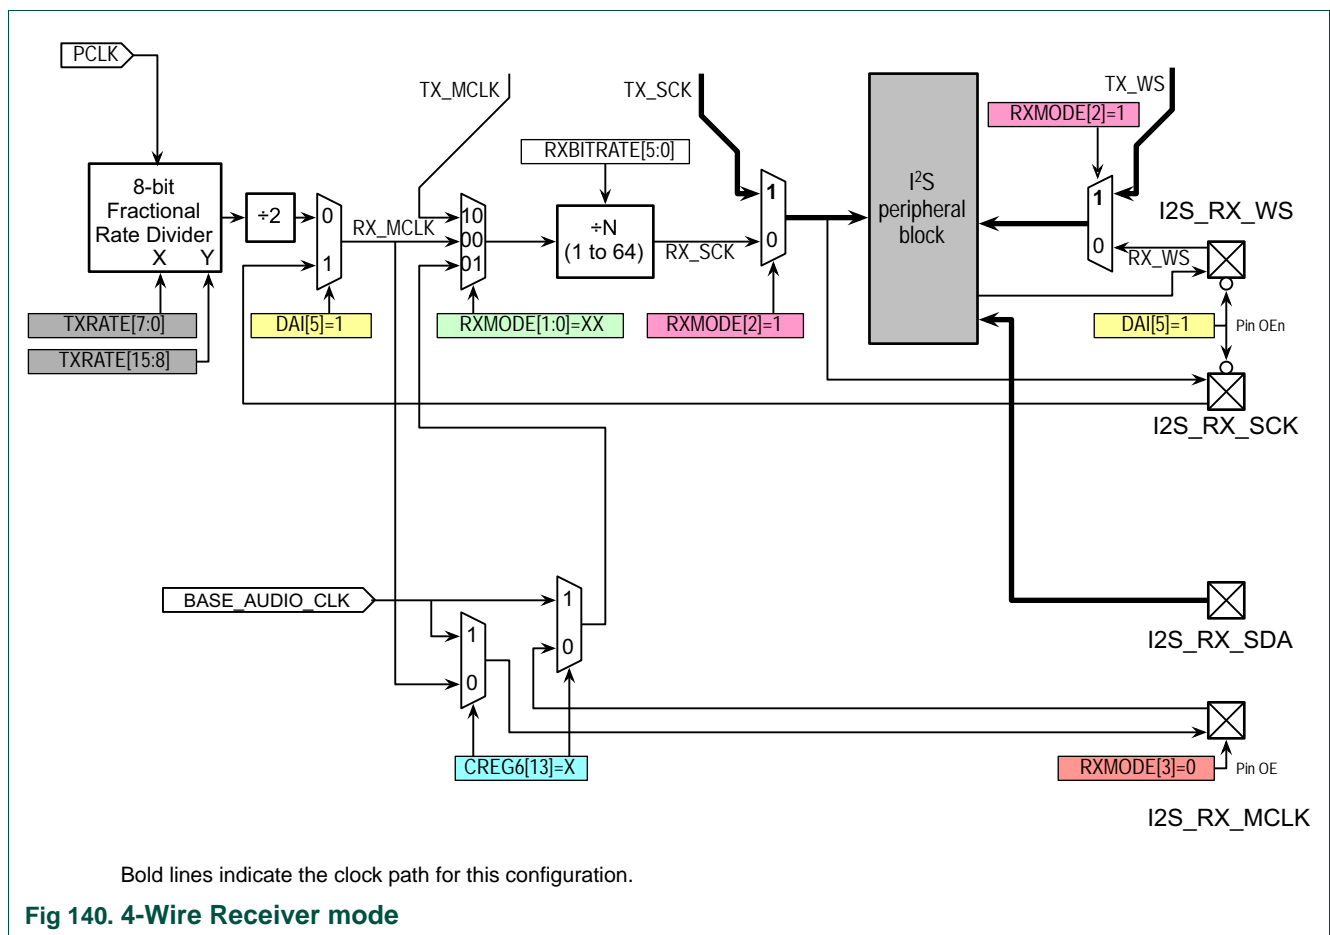 PCLK
TX_MCLK
TX_SCK
TX_WS
RXMODE[2]=1
RXBITRATE[5:0]
8-bit
Fractional
Rate Divider
X Y
÷2
0
1
RX_MCLK
10
00
01
÷N
(1 to 64)
RX_SCK
1
0
I²S
peripheral
block
1
0
I2S_RX_WS
RX_WS
TXRATE[7:0]
DAI[5]=1
RXMODE[1:0]=XX
RXMODE[2]=1
DAI[5]=1
Pin OEn
TXRATE[15:8]
I2S_RX_SCK
BASE_AUDIO_CLK
1
0
1
0
I2S_RX_SDA
CREG6[13]=X
RXMODE[3]=0
Pin OE
I2S_RX_MCLK
Bold lines indicate the clock path for this configuration.
Fig 140. 4-Wire Receiver mode